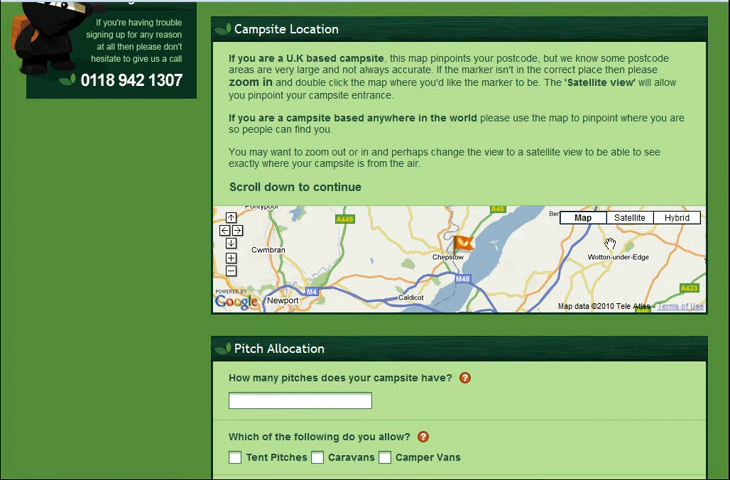 If you're having trouble
signing up for any reason
at all then please don't
hesitate to give us a call
0118 942 1307
Campsite Location
If you are a U.K based campsite, this map pinpoints your postcode, but we know some postcode
areas are very large and not always accurate. If the marker isn't in the correct place then please
zoom in and double click the map where you'd like the marker to be. The 'Satellite view' will allow
you pinpoint your campsite entrance.
If you are a campsite based anywhere in the world please use the map to pinpoint where you are
so people can find you.
You may want to zoom out or in and perhaps change the view to a satellite view to be able to see
exactly where your campsite is from the air.
Scroll down to continue
Pontypool
A449
A48
Map Satellite Hybrid
Cwmbran
Chepstow
Wotton-under-Edge
M48
M4
Caldicot
A433
POWERED BY
Google
Newport
Map data ©2010 Tele Atlas - Terms of Use
Pitch Allocation
How many pitches does your campsite have? ?
Which of the following do you allow? ?
Tent Pitches Caravans Camper Vans